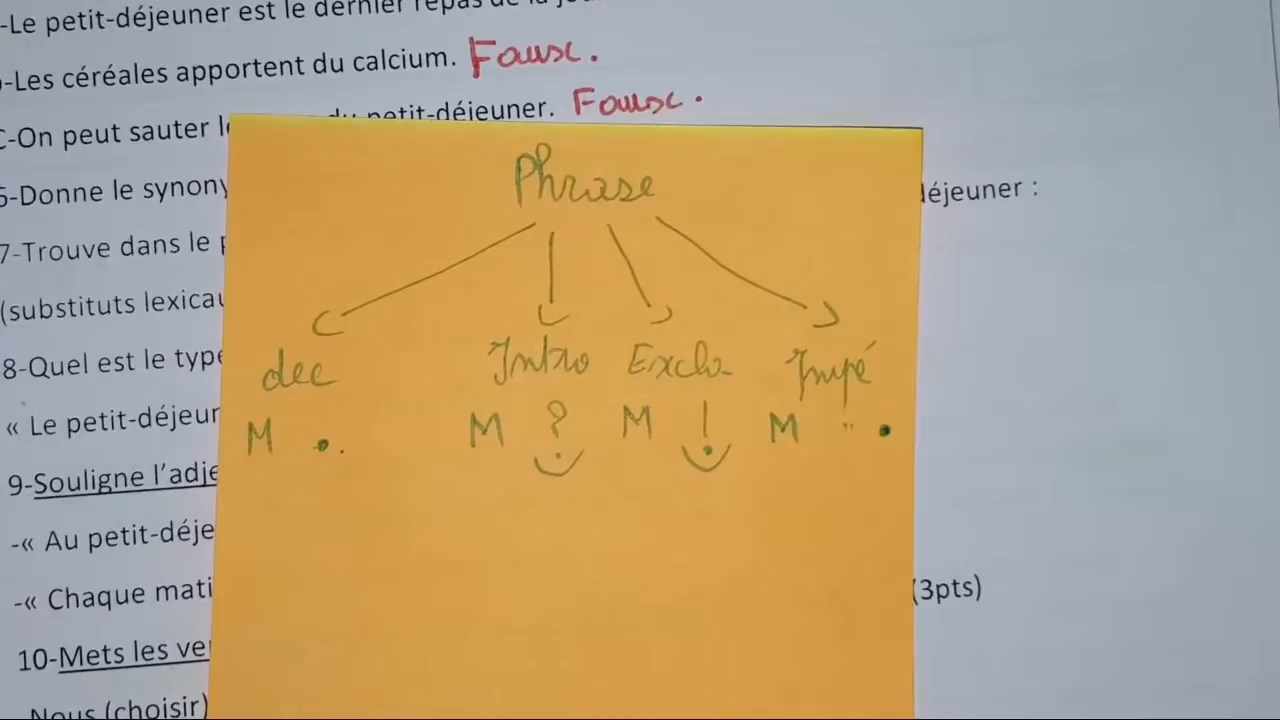 -Le petit-déjeuner est le dernier repas de la
-Les céréales apportent du calcium. Faux.
C-On peut sauter petit-déjeuner. Faux.
6-Donne le synony déjeuner :
7-Trouve dans le
(substituts lexicau
8-Quel est le type
« Le petit-déjeun
9-Souligne l'adje
-« Au petit-déje
-« Chaque mati (3pts)
10-Mets les ve
Nous (choisir)
Phrase
dec Intro Excla Impé
M . M ? M ! M .